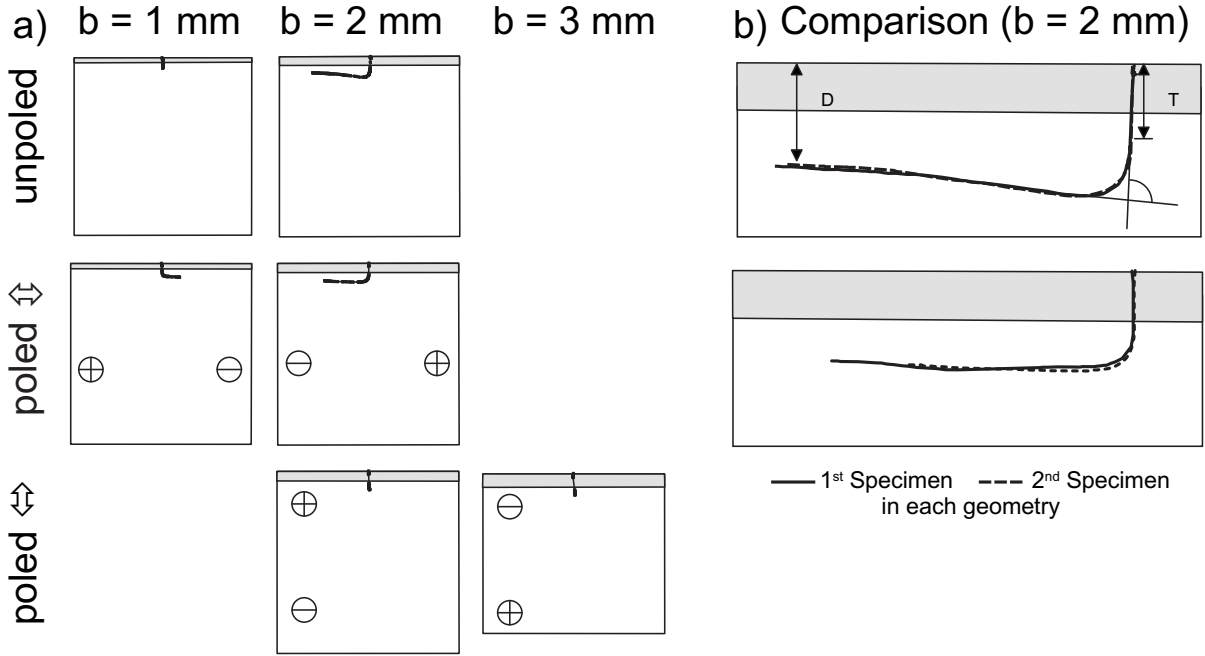 a) b = 1 mm b = 2 mm b = 3 mm
b) Comparison (b = 2 mm)
unpoled
D
T
poled ⇔
1st Specimen 2nd Specimen
in each geometry
poled ⇔